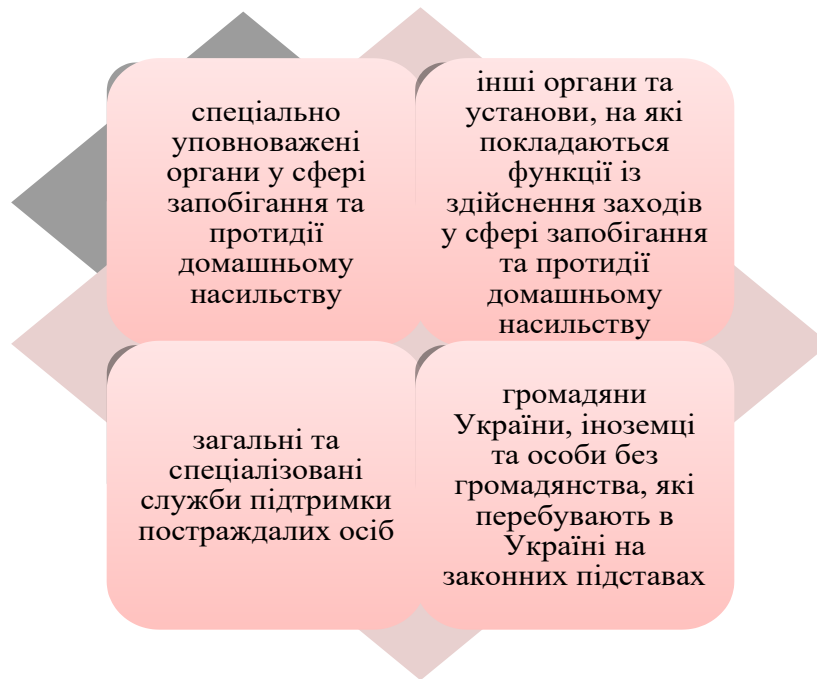 спеціально
уповноважені
органи у сфері
запобігання та
протидії
домашньому
насильству
інші органи та
установи, на які
покладаються
функції із
здійснення заходів
у сфері запобігання
та протидії
домашньому
насильству
загальні та
спеціалізовані
служби підтримки
постраждалих осіб
громадяни
України, іноземці
та особи без
громадянства, які
перебувають в
Україні на
законних підставах